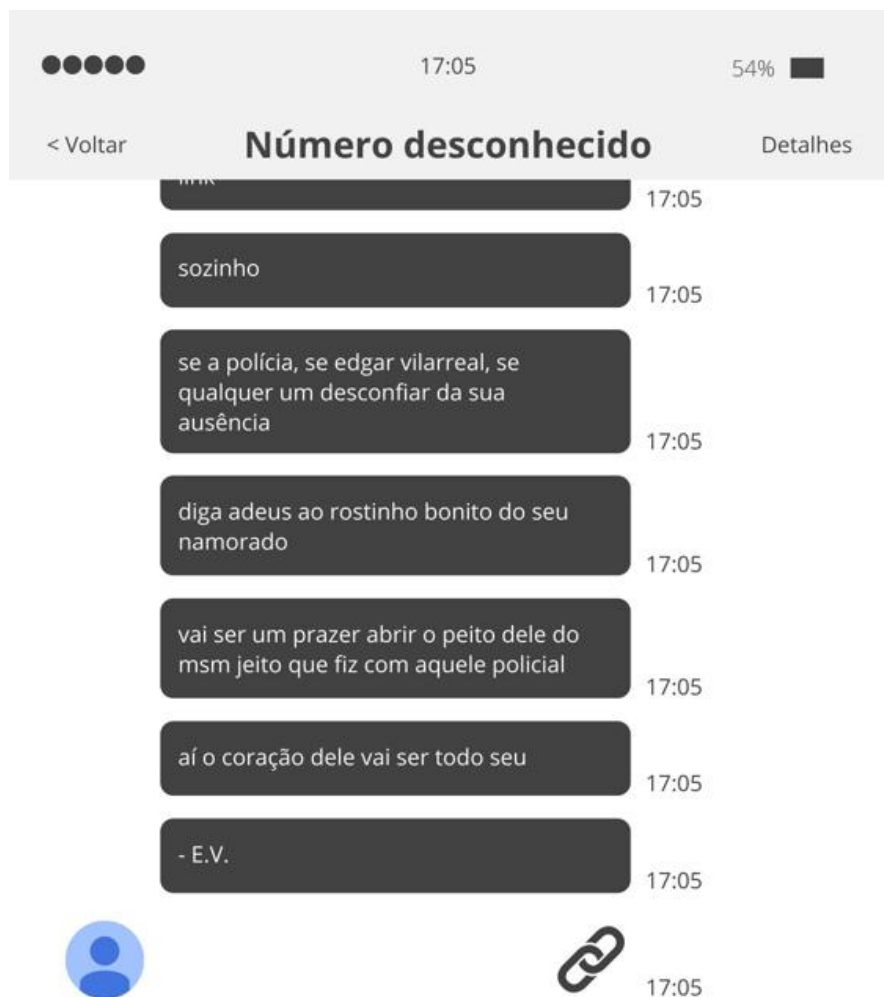 17:05
54%
< Voltar
Número desconhecido
Detalhes
link
17:05
sozinho
17:05
se a polícia, se edgar vilarreal, se
qualquer um desconfiar da sua
ausência
17:05
diga adeus ao rostinho bonito do seu
namorado
17:05
vai ser um prazer abrir o peito dele do
msm jeito que fiz com aquele policial
17:05
aí o coração dele vai ser todo seu
17:05
- E.V.
17:05
17:05